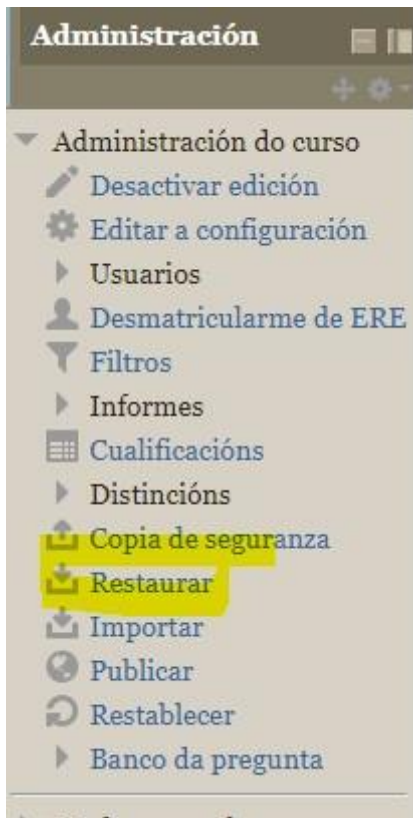 Administración
Administración do curso
Desactivar edición
Editar a configuración
Usuarios
Desmatricularme de ERE
Filtros
Informes
Cualificacións
Distincións
Copia de seguranza
Restaurar
Importar
Publicar
Restablecer
Banco da pregunta